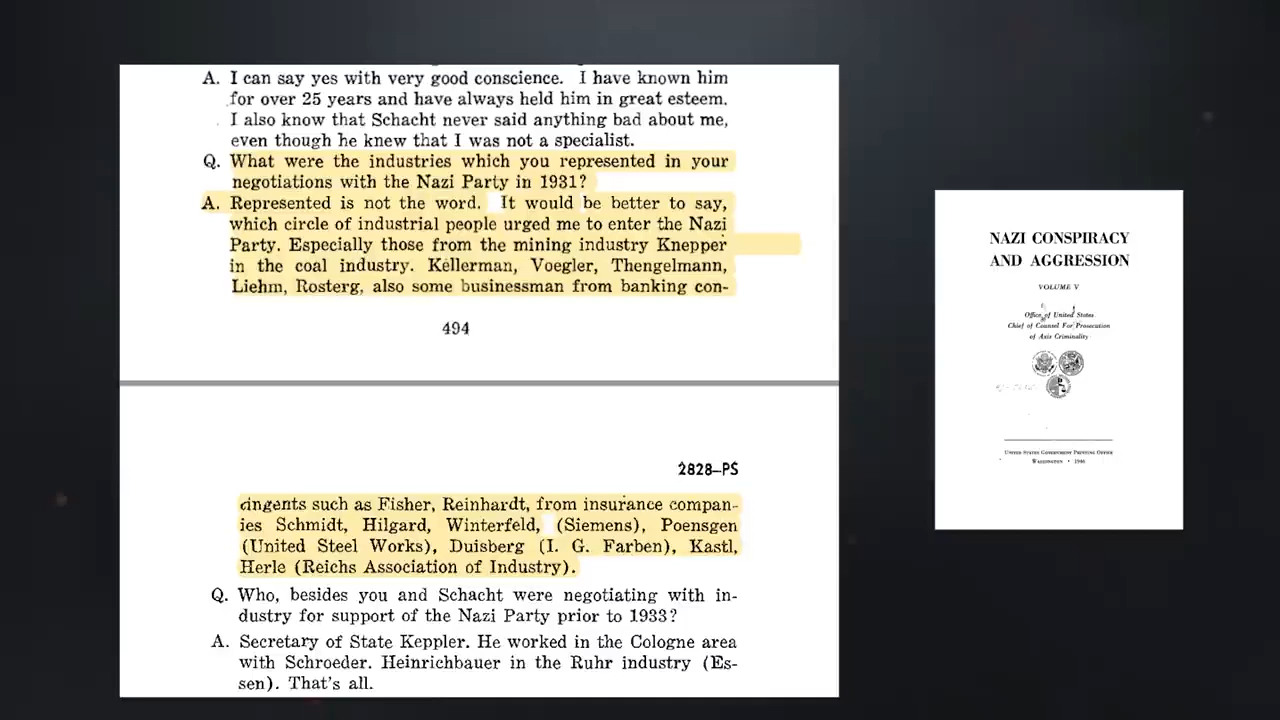 A. I can say yes with very good conscience. I have known him
for over 25 years and have always held him in great esteem.
I also know that Schacht never said anything bad about me,
even though he knew that I was not a specialist.
Q. What were the industries which you represented in your
negotiations with the Nazi Party in 1931?
A. Represented is not the word. It would be better to say,
which circle of industrial people urged me to enter the Nazi
Party. Especially those from the mining industry Knepper
in the coal industry. Kellerman, Voegler, Thengelmann,
Liehm, Rosterg, also some businessman from banking con-
494
2828-PS
tingents such as Fisher, Reinhardt, from insurance compan-
ies Schmidt, Hilgard, Winterfeld, (Siemens), Poensgen
(United Steel Works), Duisberg (I. G. Farben), Kastl,
Herle (Reichs Association of Industry).
Q. Who, besides you and Schacht were negotiating with in-
dustry for support of the Nazi Party prior to 1933?
A. Secretary of State Keppler. He worked in the Cologne area
with Schroeder. Heinrichbauer in the Ruhr industry (Es-
sen). That's all.
NAZI CONSPIRACY
AND AGGRESSION
VOLUME V
Office of United States
Chief of Counsel For Prosecution
of Axis Criminality
UNITED STATES GOVERNMENT PRINTING OFFICE
WASHINGTON • 1946